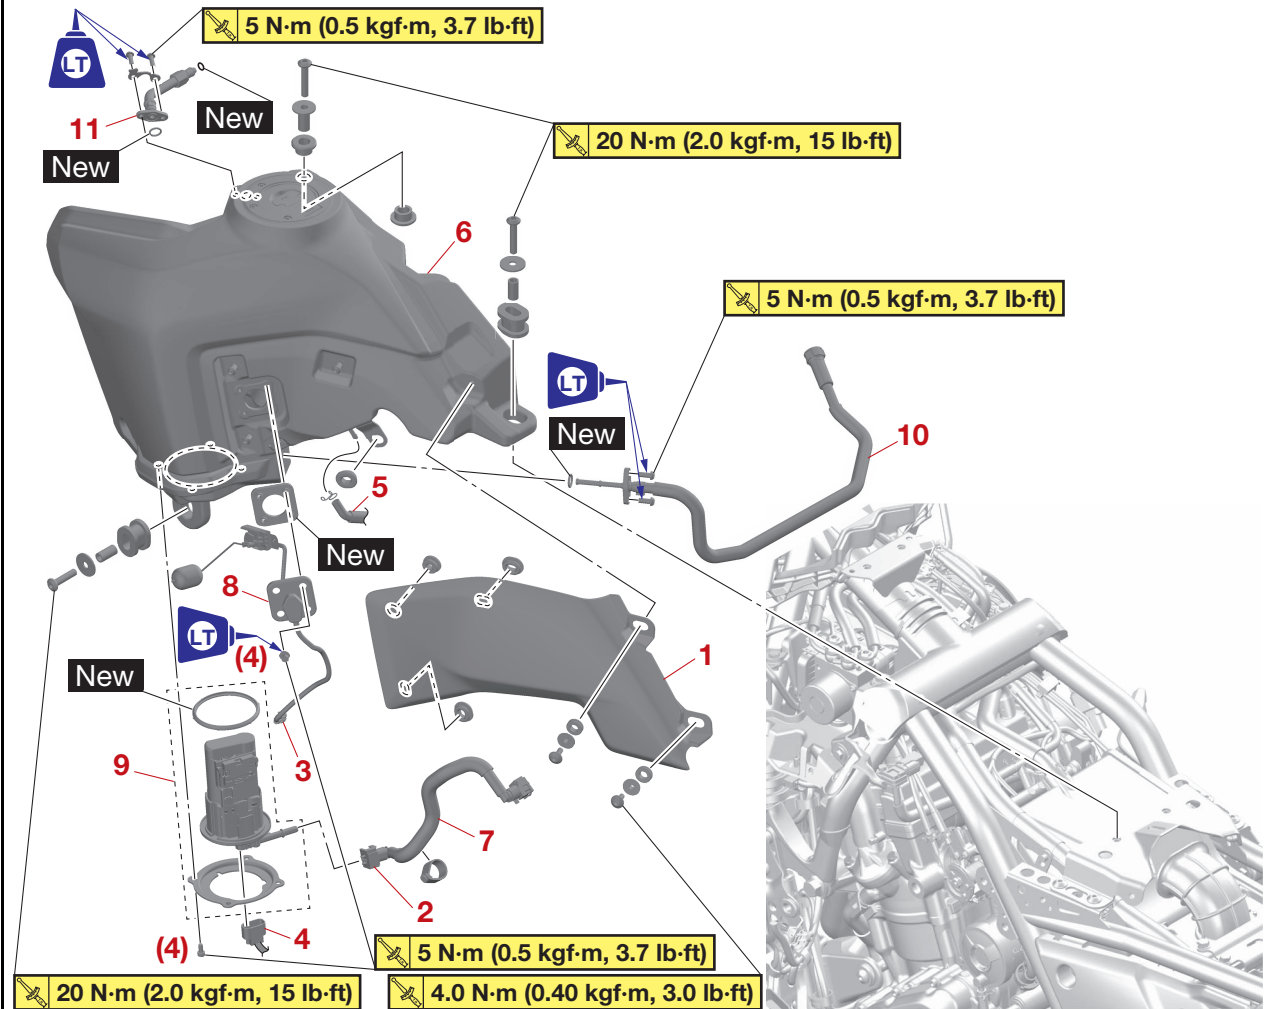 5 N·m (0.5 kgf·m, 3.7 lb·ft)
LT
11
New
New
20 N·m (2.0 kgf·m, 15 lb·ft)
6
5 N·m (0.5 kgf·m, 3.7 lb·ft)
LT
New
10
5
New
8
LT
(4)
1
New
3
9
7
2
4
(4)
5 N·m (0.5 kgf·m, 3.7 lb·ft)
20 N·m (2.0 kgf·m, 15 lb·ft)
4.0 N·m (0.40 kgf·m, 3.0 lb·ft)